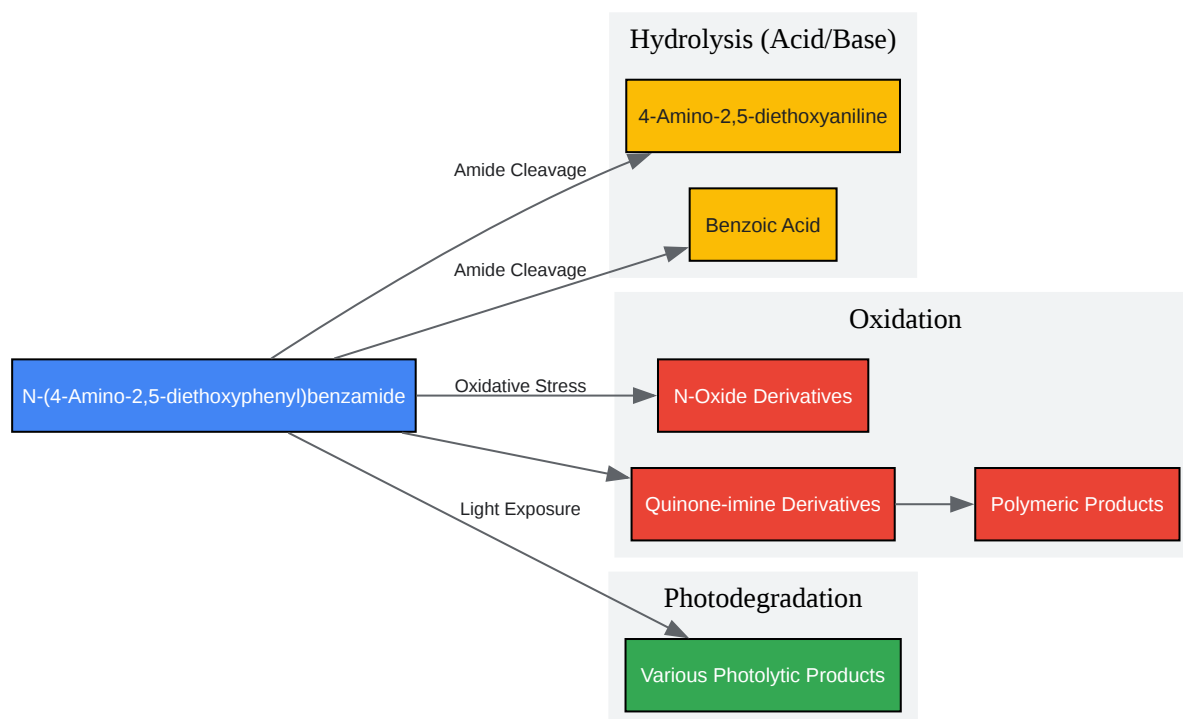 Hydrolysis (Acid/Base)
4-Amino-2,5-diethoxyaniline
Amide Cleavage
Benzoic Acid
Amide Cleavage
Oxidation
N-(4-Amino-2,5-diethoxyphenyl)benzamide
Oxidative Stress
N-Oxide Derivatives
Quinone-imine Derivatives
Polymeric Products
Light Exposure
Photodegradation
Various Photolytic Products